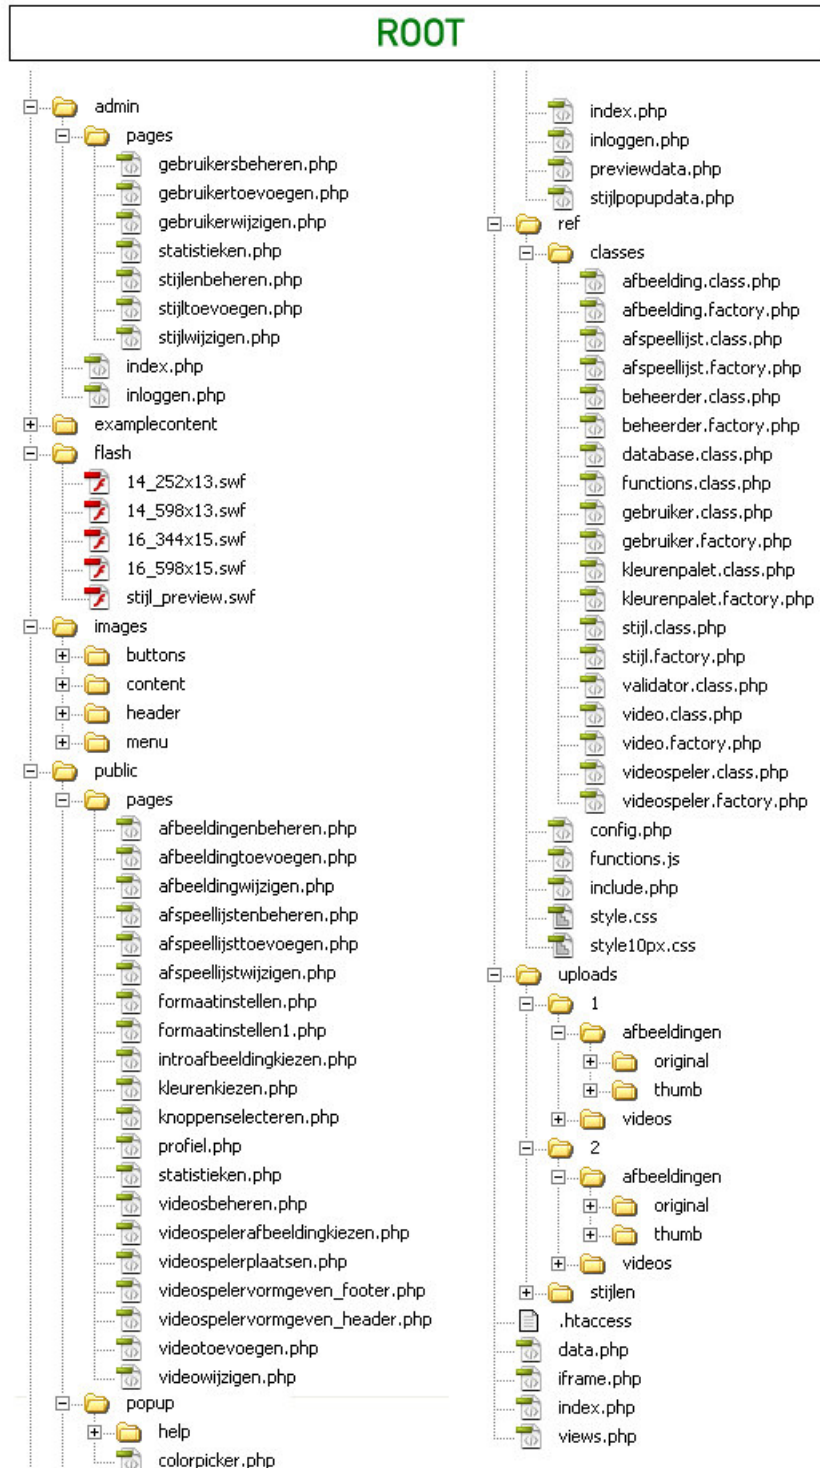 ROOT
admin
pages
gebruikersbeheren.php
gebruikertoevoegen.php
gebruikerwijzigen.php
statistieken.php
stijlenbeheren.php
stijltoevoegen.php
stijlwijzigen.php
index.php
inloggen.php
examplecontent
flash
14_252x13.swf
14_598x13.swf
16_344x15.swf
16_598x15.swf
stijl_preview.swf
images
buttons
content
header
menu
public
pages
afbeeldingenbeheren.php
afbeeldingtoevoegen.php
afbeeldingwijzigen.php
afspeellijstenbeheren.php
afspeellijsttoevoegen.php
afspeellijstwijzigen.php
formaatinstellen.php
formaatinstellen1.php
introafbeeldingkiezen.php
kleurenkiezen.php
knoppenselecteren.php
profiel.php
statistieken.php
videosbeheren.php
videospelerafbeeldingkiezen.php
videospelerplaatsen.php
videospelervormgeven_footer.php
videospelervormgeven_header.php
videotoevoegen.php
videowijzigen.php
popup
help
colorpicker.php
index.php
inloggen.php
previewdata.php
stijlpopupdata.php
ref
classes
afbeelding.class.php
afbeelding.factory.php
afspeellijst.class.php
afspeellijst.factory.php
beheerder.class.php
beheerder.factory.php
database.class.php
functions.class.php
gebruiker.class.php
gebruiker.factory.php
kleurenpalet.class.php
kleurenpalet.factory.php
stijl.class.php
stijl.factory.php
validator.class.php
video.class.php
video.factory.php
videospeler.class.php
videospeler.factory.php
config.php
functions.js
include.php
style.css
style10px.css
uploads
1
afbeeldingen
original
thumb
videos
2
afbeeldingen
original
thumb
videos
stijlen
.htaccess
data.php
iframe.php
index.php
views.php